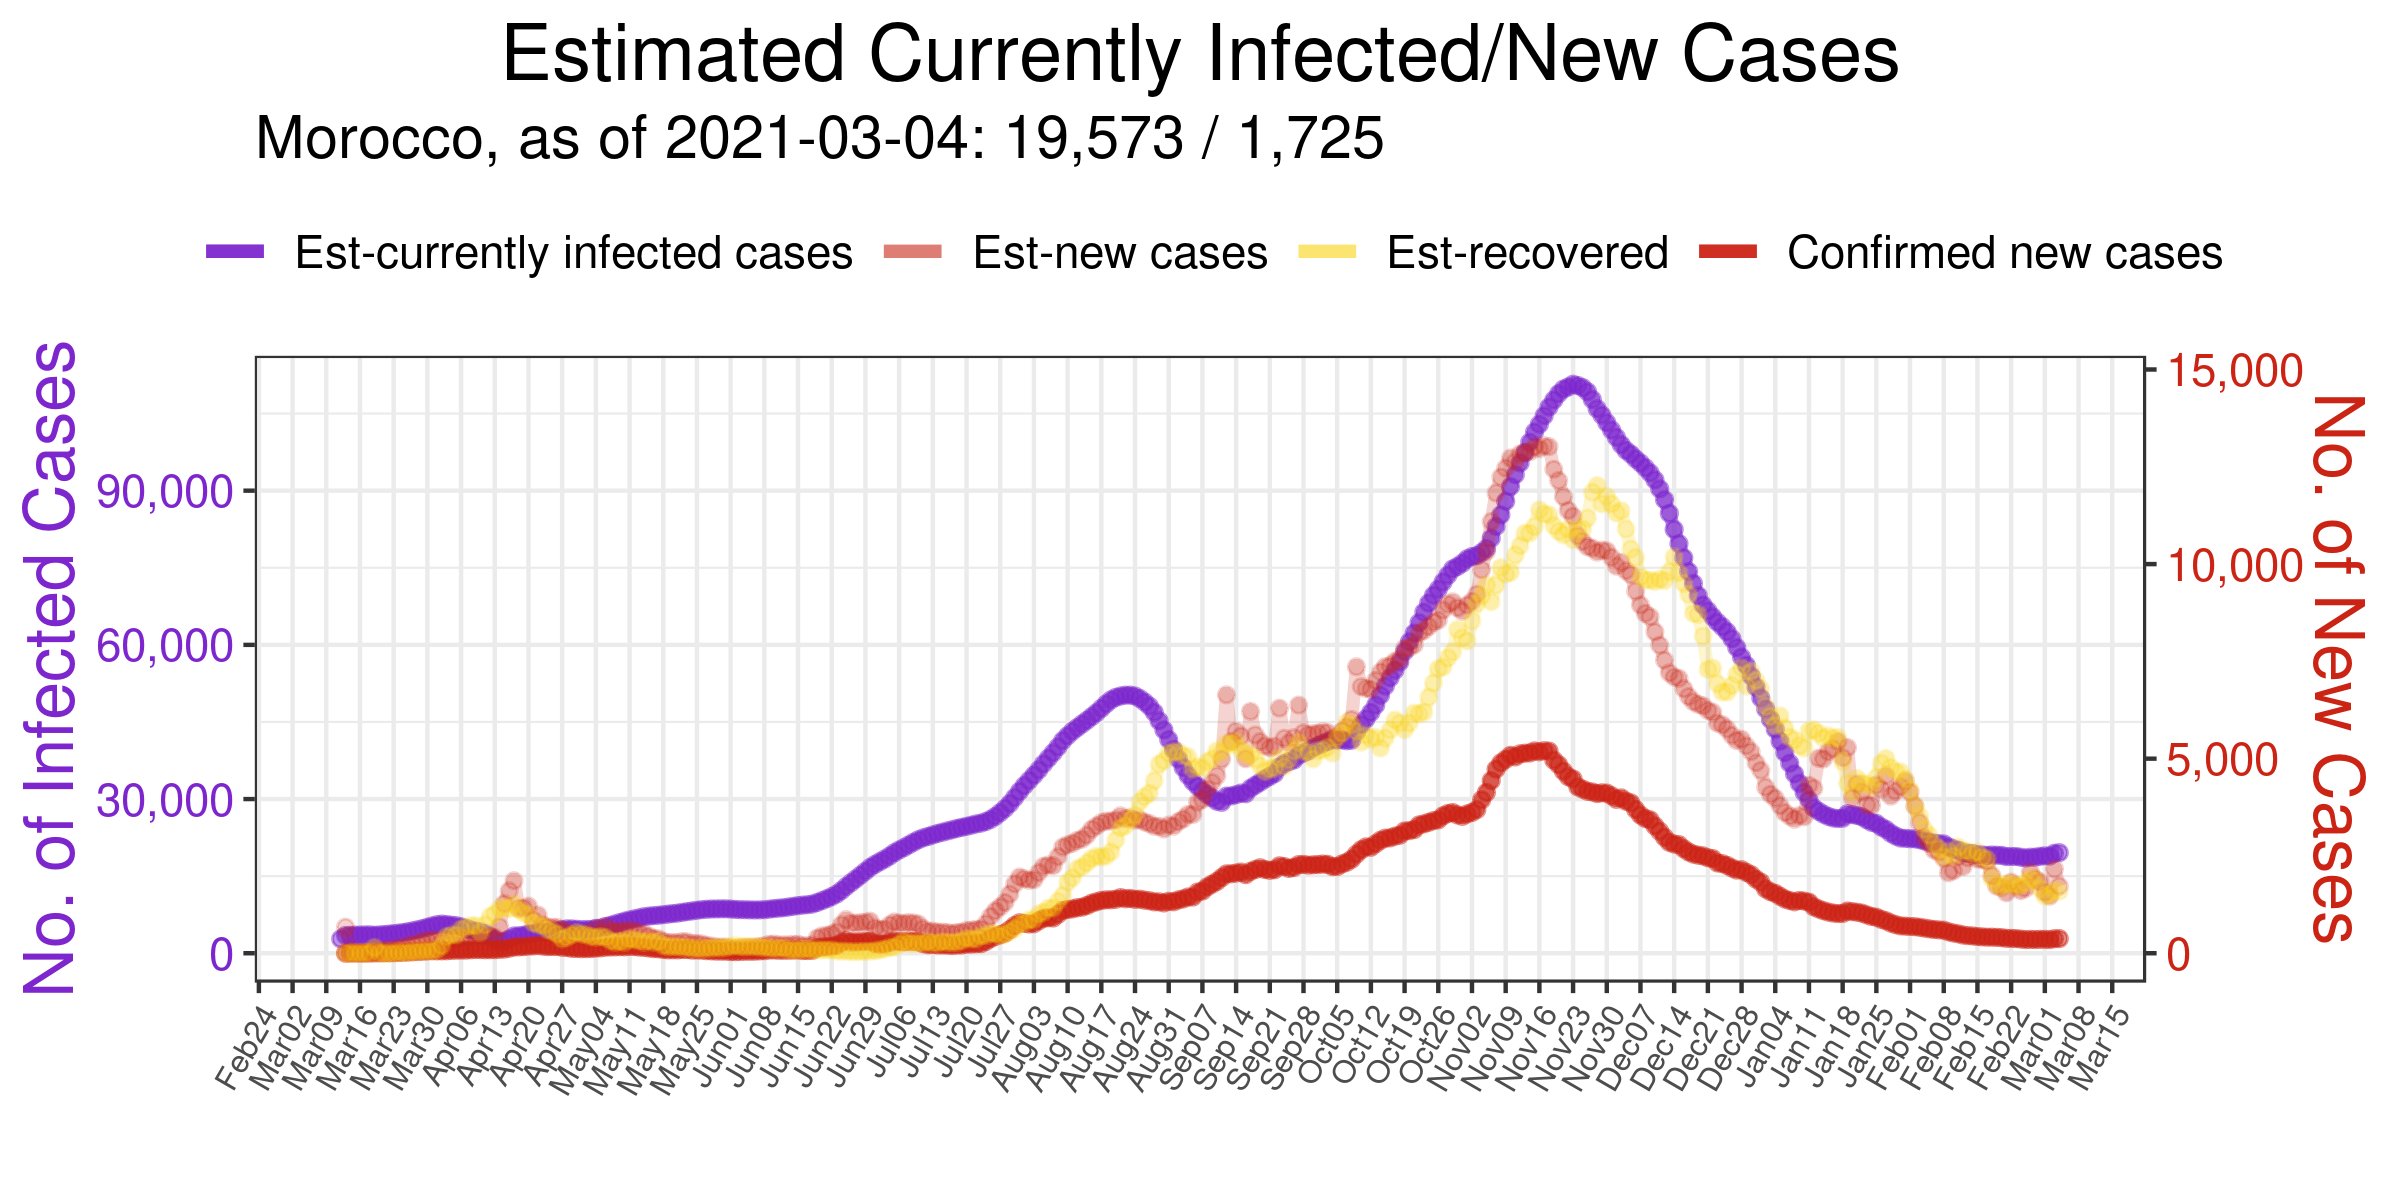 Estimated Currently Infected/New Cases
Morocco, as of 2021-03-04: 19,573 / 1,725
Est-currently infected cases Est-new cases Est-recovered Confirmed new cases
No. of Infected Cases
90,000
60,000
30,000
0
15,000
10,000
5,000
0
No. of New Cases
Feb24 Mar02 Mar09 Mar16 Mar23 Mar30 Apr06 Apr13 Apr20 Apr27 May04 May11 May18 May25 Jun01 Jun08 Jun15 Jun22 Jun29 Jul06 Jul13 Jul20 Jul27 Aug03 Aug10 Aug17 Aug24 Aug31 Sep07 Sep14 Sep21 Sep28 Oct05 Oct12 Oct19 Oct26 Nov02 Nov09 Nov16 Nov23 Nov30 Dec07 Dec14 Dec21 Dec28 Jan04 Jan11 Jan18 Jan25 Feb01 Feb08 Feb15 Feb22 Mar01 Mar08 Mar15